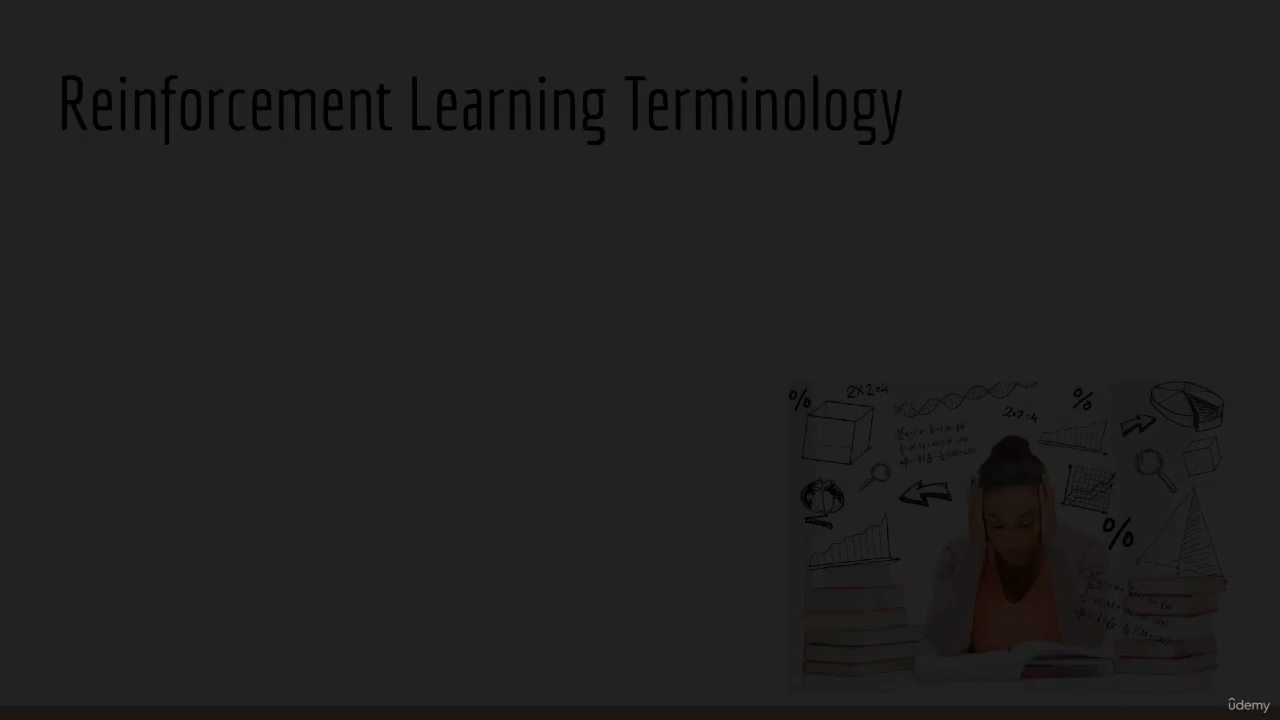 Reinforcement Learning Terminology
% 2x2=4 %
2x2=4
%
ûdemy